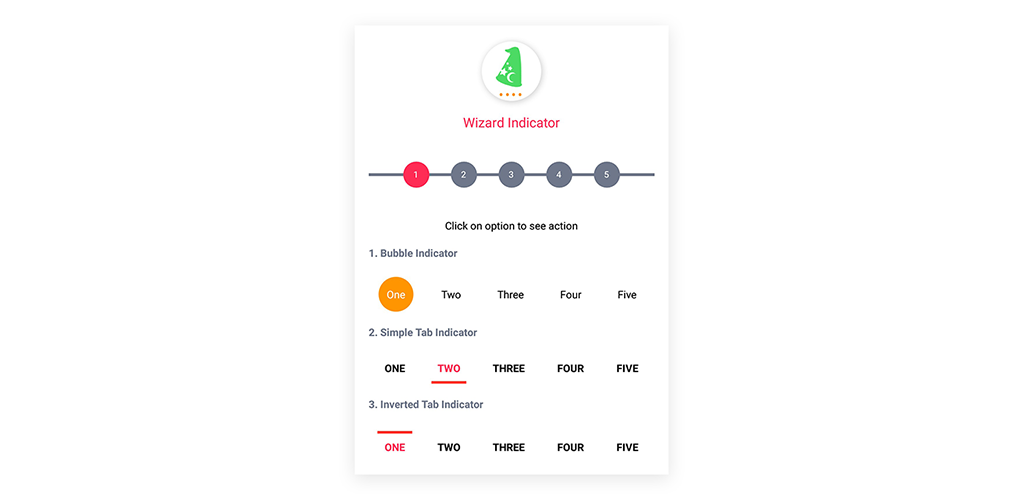 Wizard Indicator
1 2 3 4 5
Click on option to see action
1. Bubble Indicator
One Two Three Four Five
2. Simple Tab Indicator
ONE TWO THREE FOUR FIVE
3. Inverted Tab Indicator
ONE TWO THREE FOUR FIVE